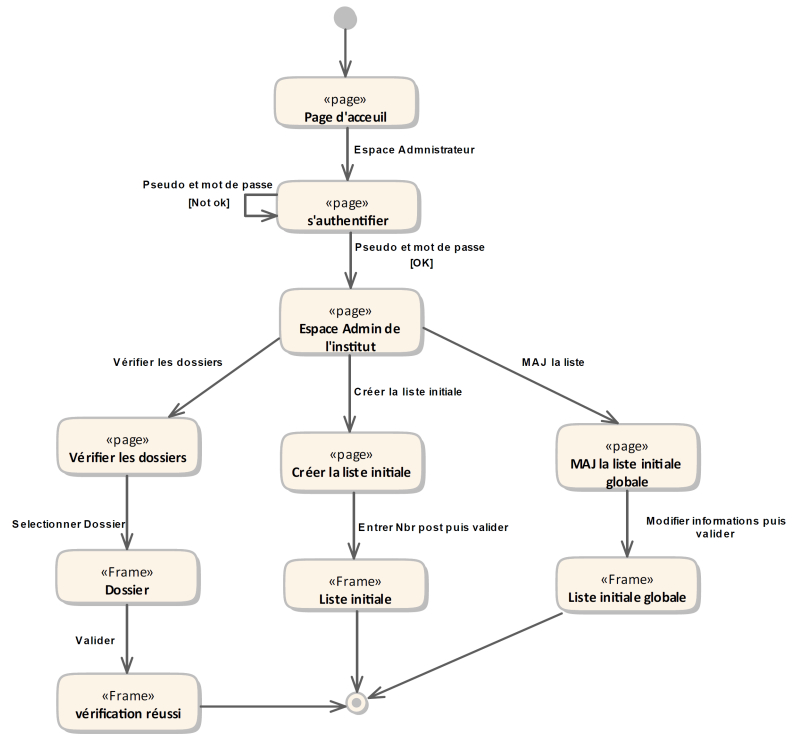 «page»
Page d'acceuil
Espace Admnistrateur
Pseudo et mot de passe
[Not ok]
«page»
s'authentifier
Pseudo et mot de passe
[OK]
«page»
Espace Admin de
l'institut
Vérifier les dossiers
Créer la liste initiale
MAJ la liste
«page»
Vérifier les dossiers
«page»
Créer la liste initiale
«page»
MAJ la liste initiale
globale
Selectionner Dossier
Entrer Nbr post puis valider
Modifier informations puis
valider
«Frame»
Dossier
«Frame»
Liste initiale
«Frame»
Liste initiale globale
Valider
«Frame»
vérification réussi